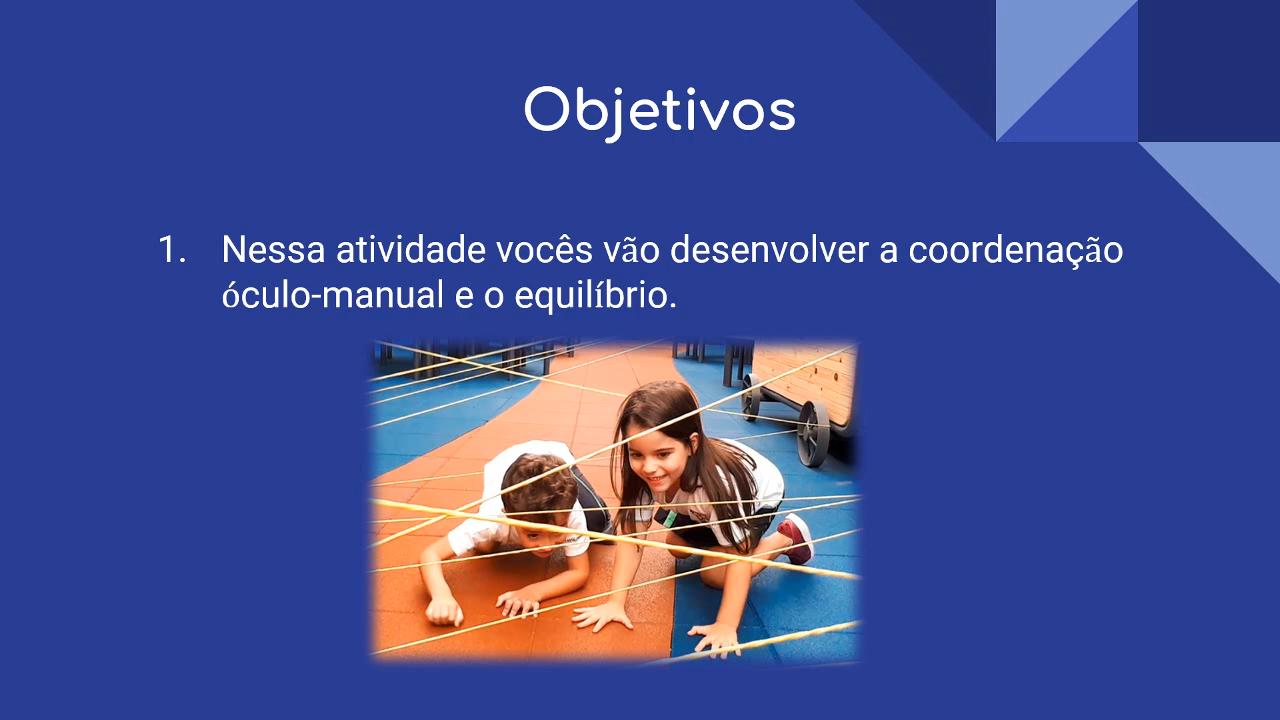 Objetivos
1. Nessa atividade vocês vão desenvolver a coordenação
óculo-manual e o equilíbrio.